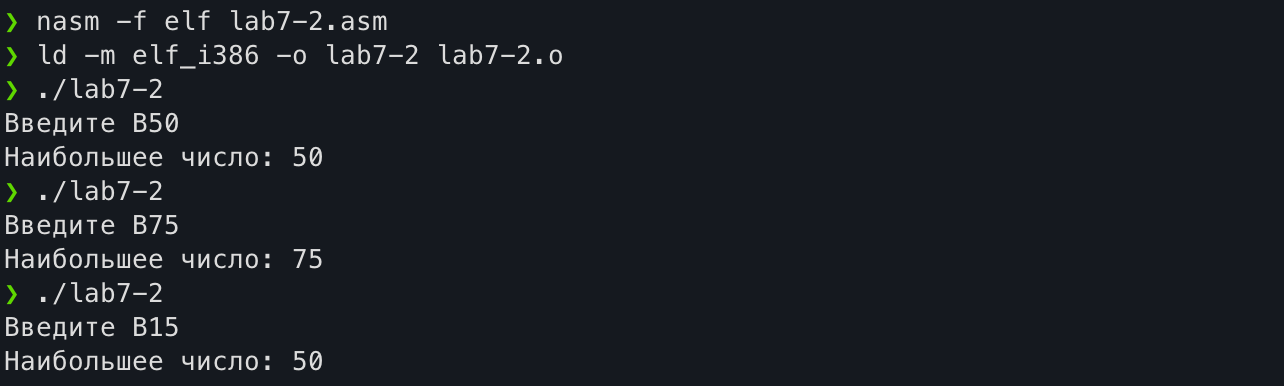 ❯ nasm -f elf lab7-2.asm
❯ ld -m elf_i386 -o lab7-2 lab7-2.o
❯ ./lab7-2
Введите B50
Наибольшее число: 50
❯ ./lab7-2
Введите B75
Наибольшее число: 75
❯ ./lab7-2
Введите B15
Наибольшее число: 50